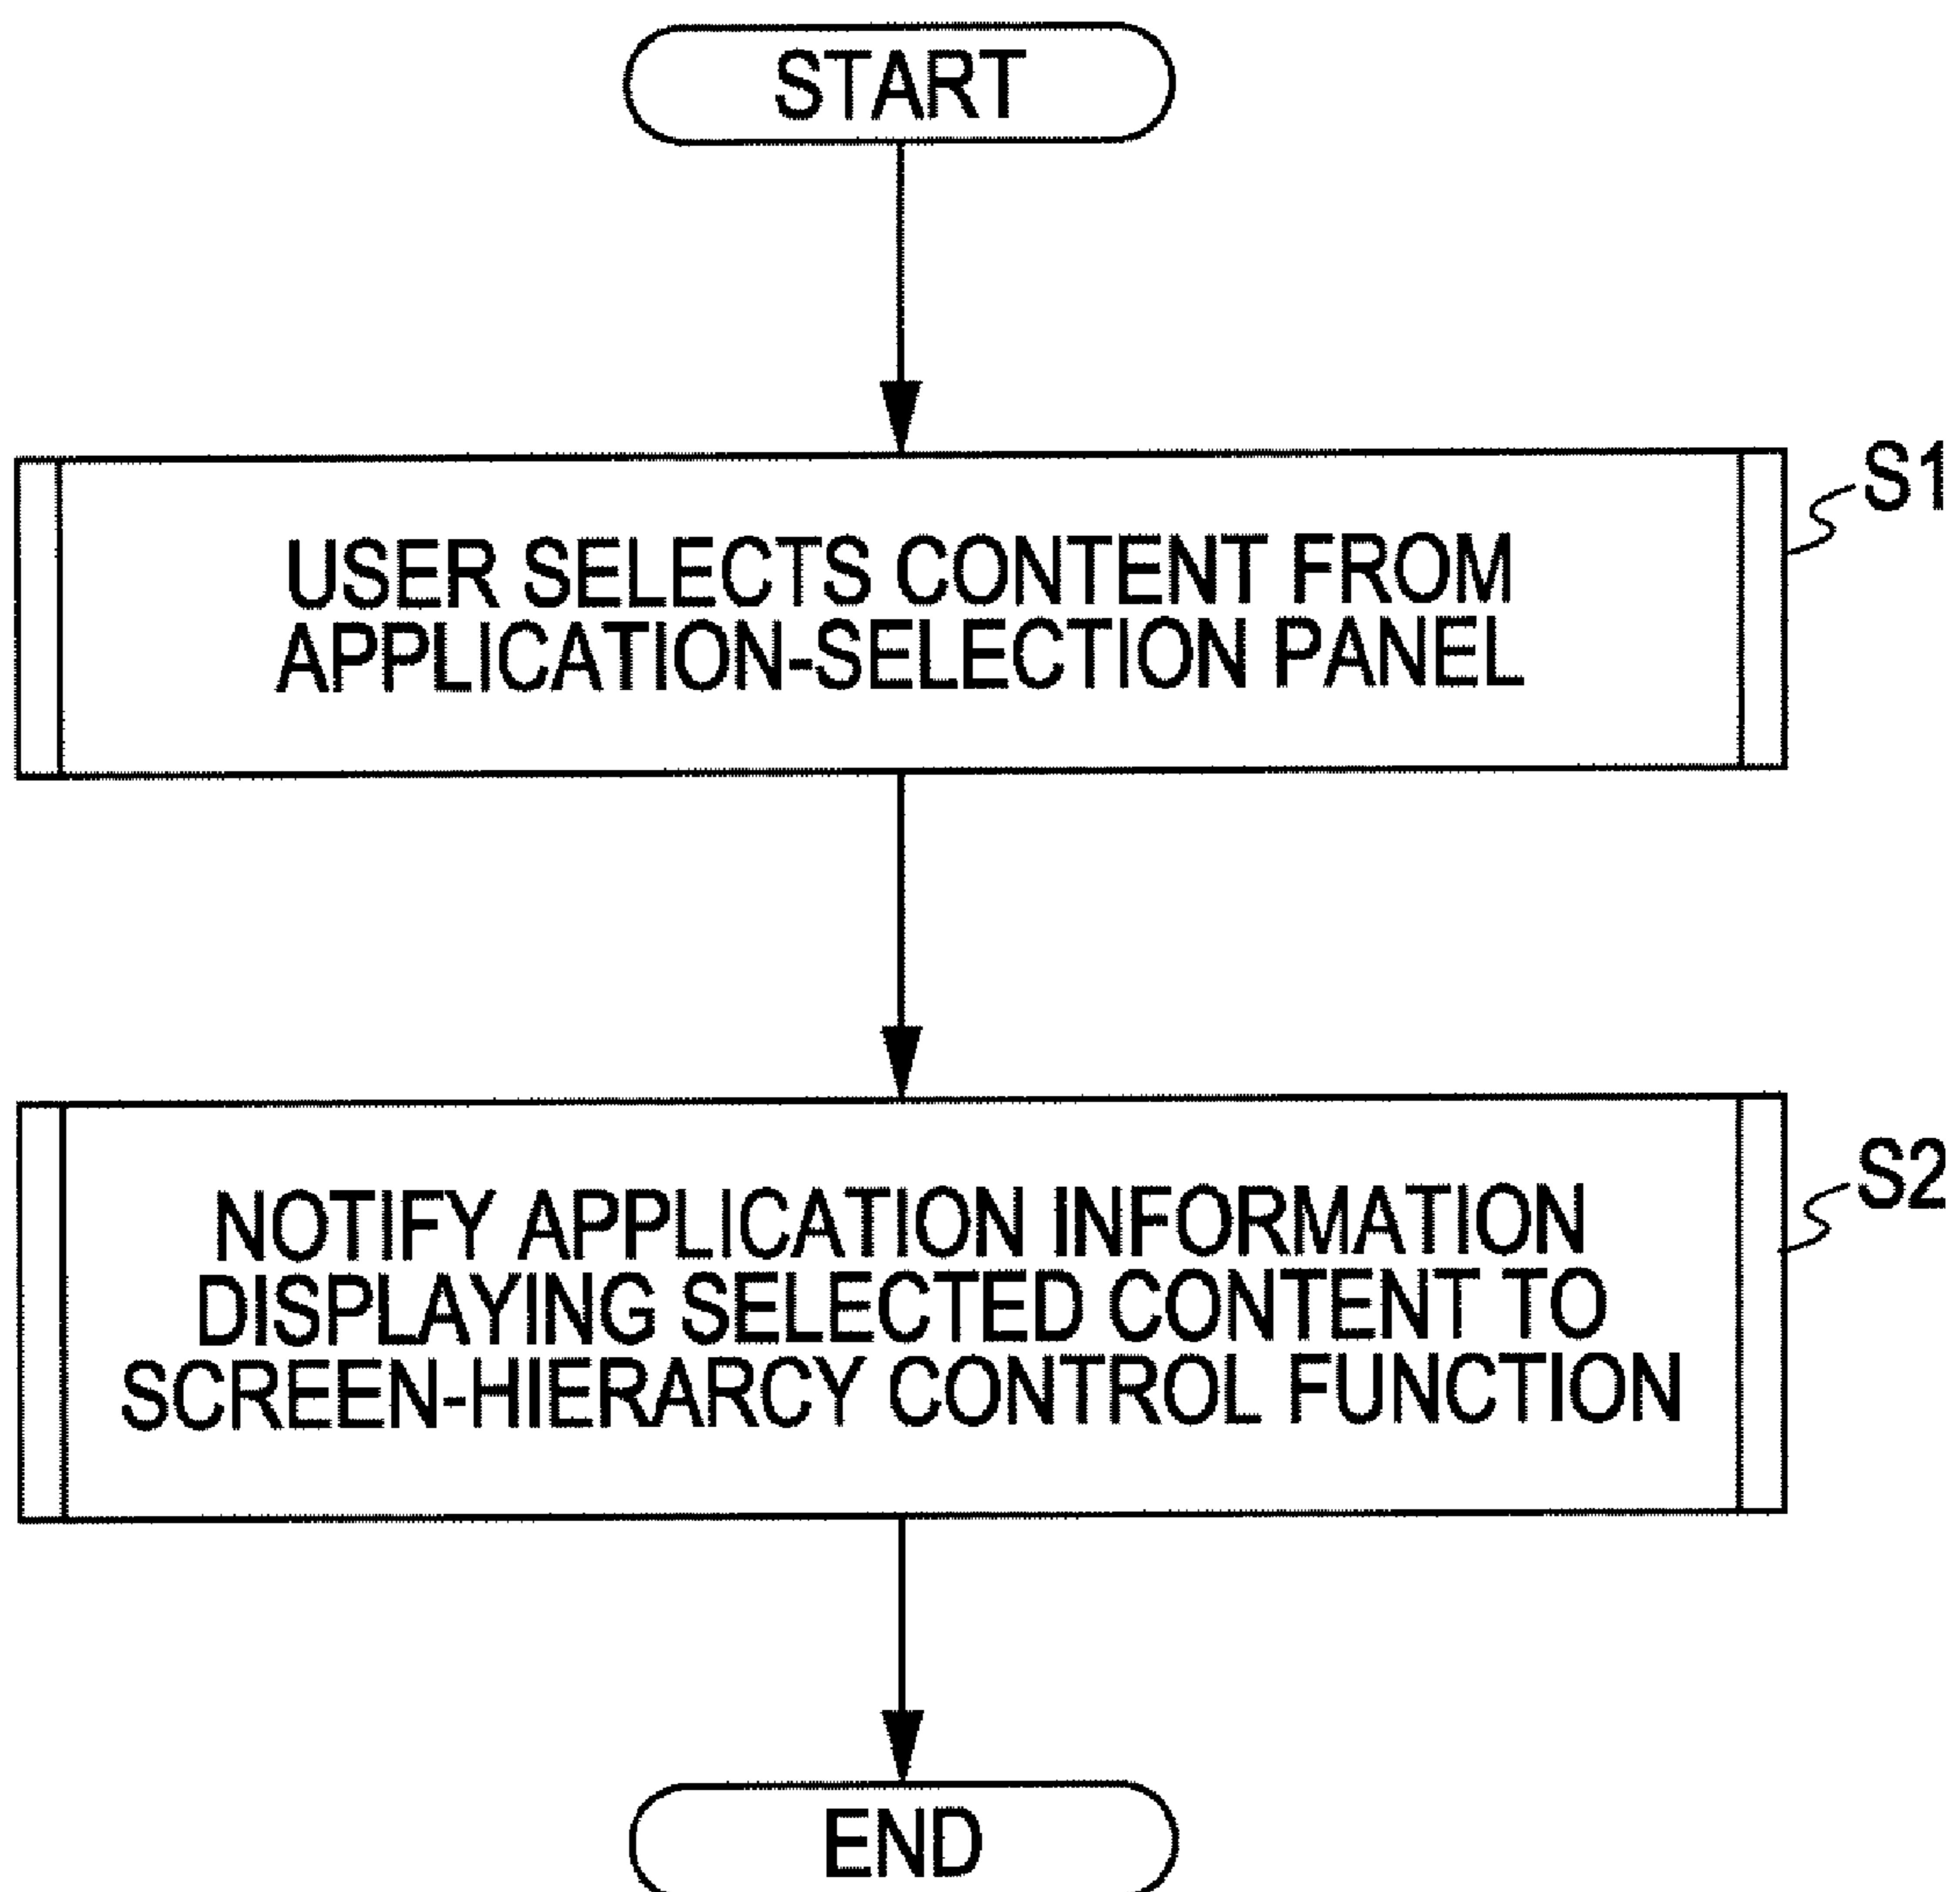 START
S1
USER SELECTS CONTENT FROM
APPLICATION-SELECTION PANEL
S2
NOTIFY APPLICATION INFORMATION
DISPLAYING SELECTED CONTENT TO
SCREEN-HIERARCY CONTROL FUNCTION
END